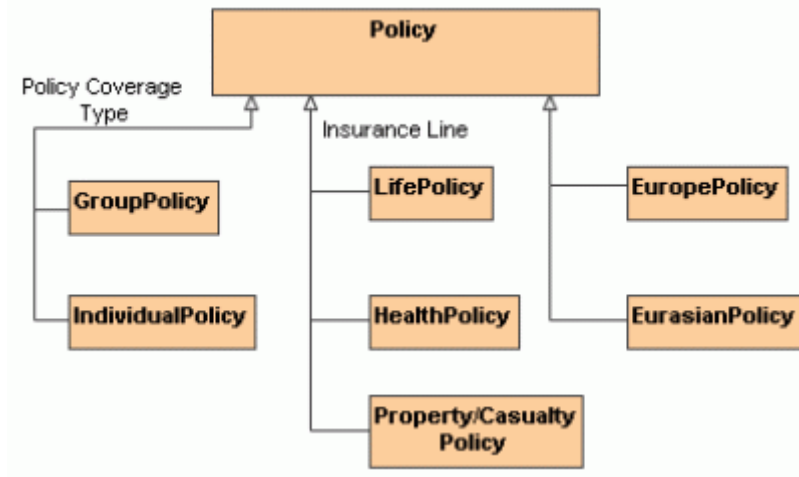 Policy
Policy Coverage
Type
Insurance Line
GroupPolicy
LifePolicy
EuropePolicy
IndividualPolicy
HealthPolicy
EurasianPolicy
Property/Casualty
Policy